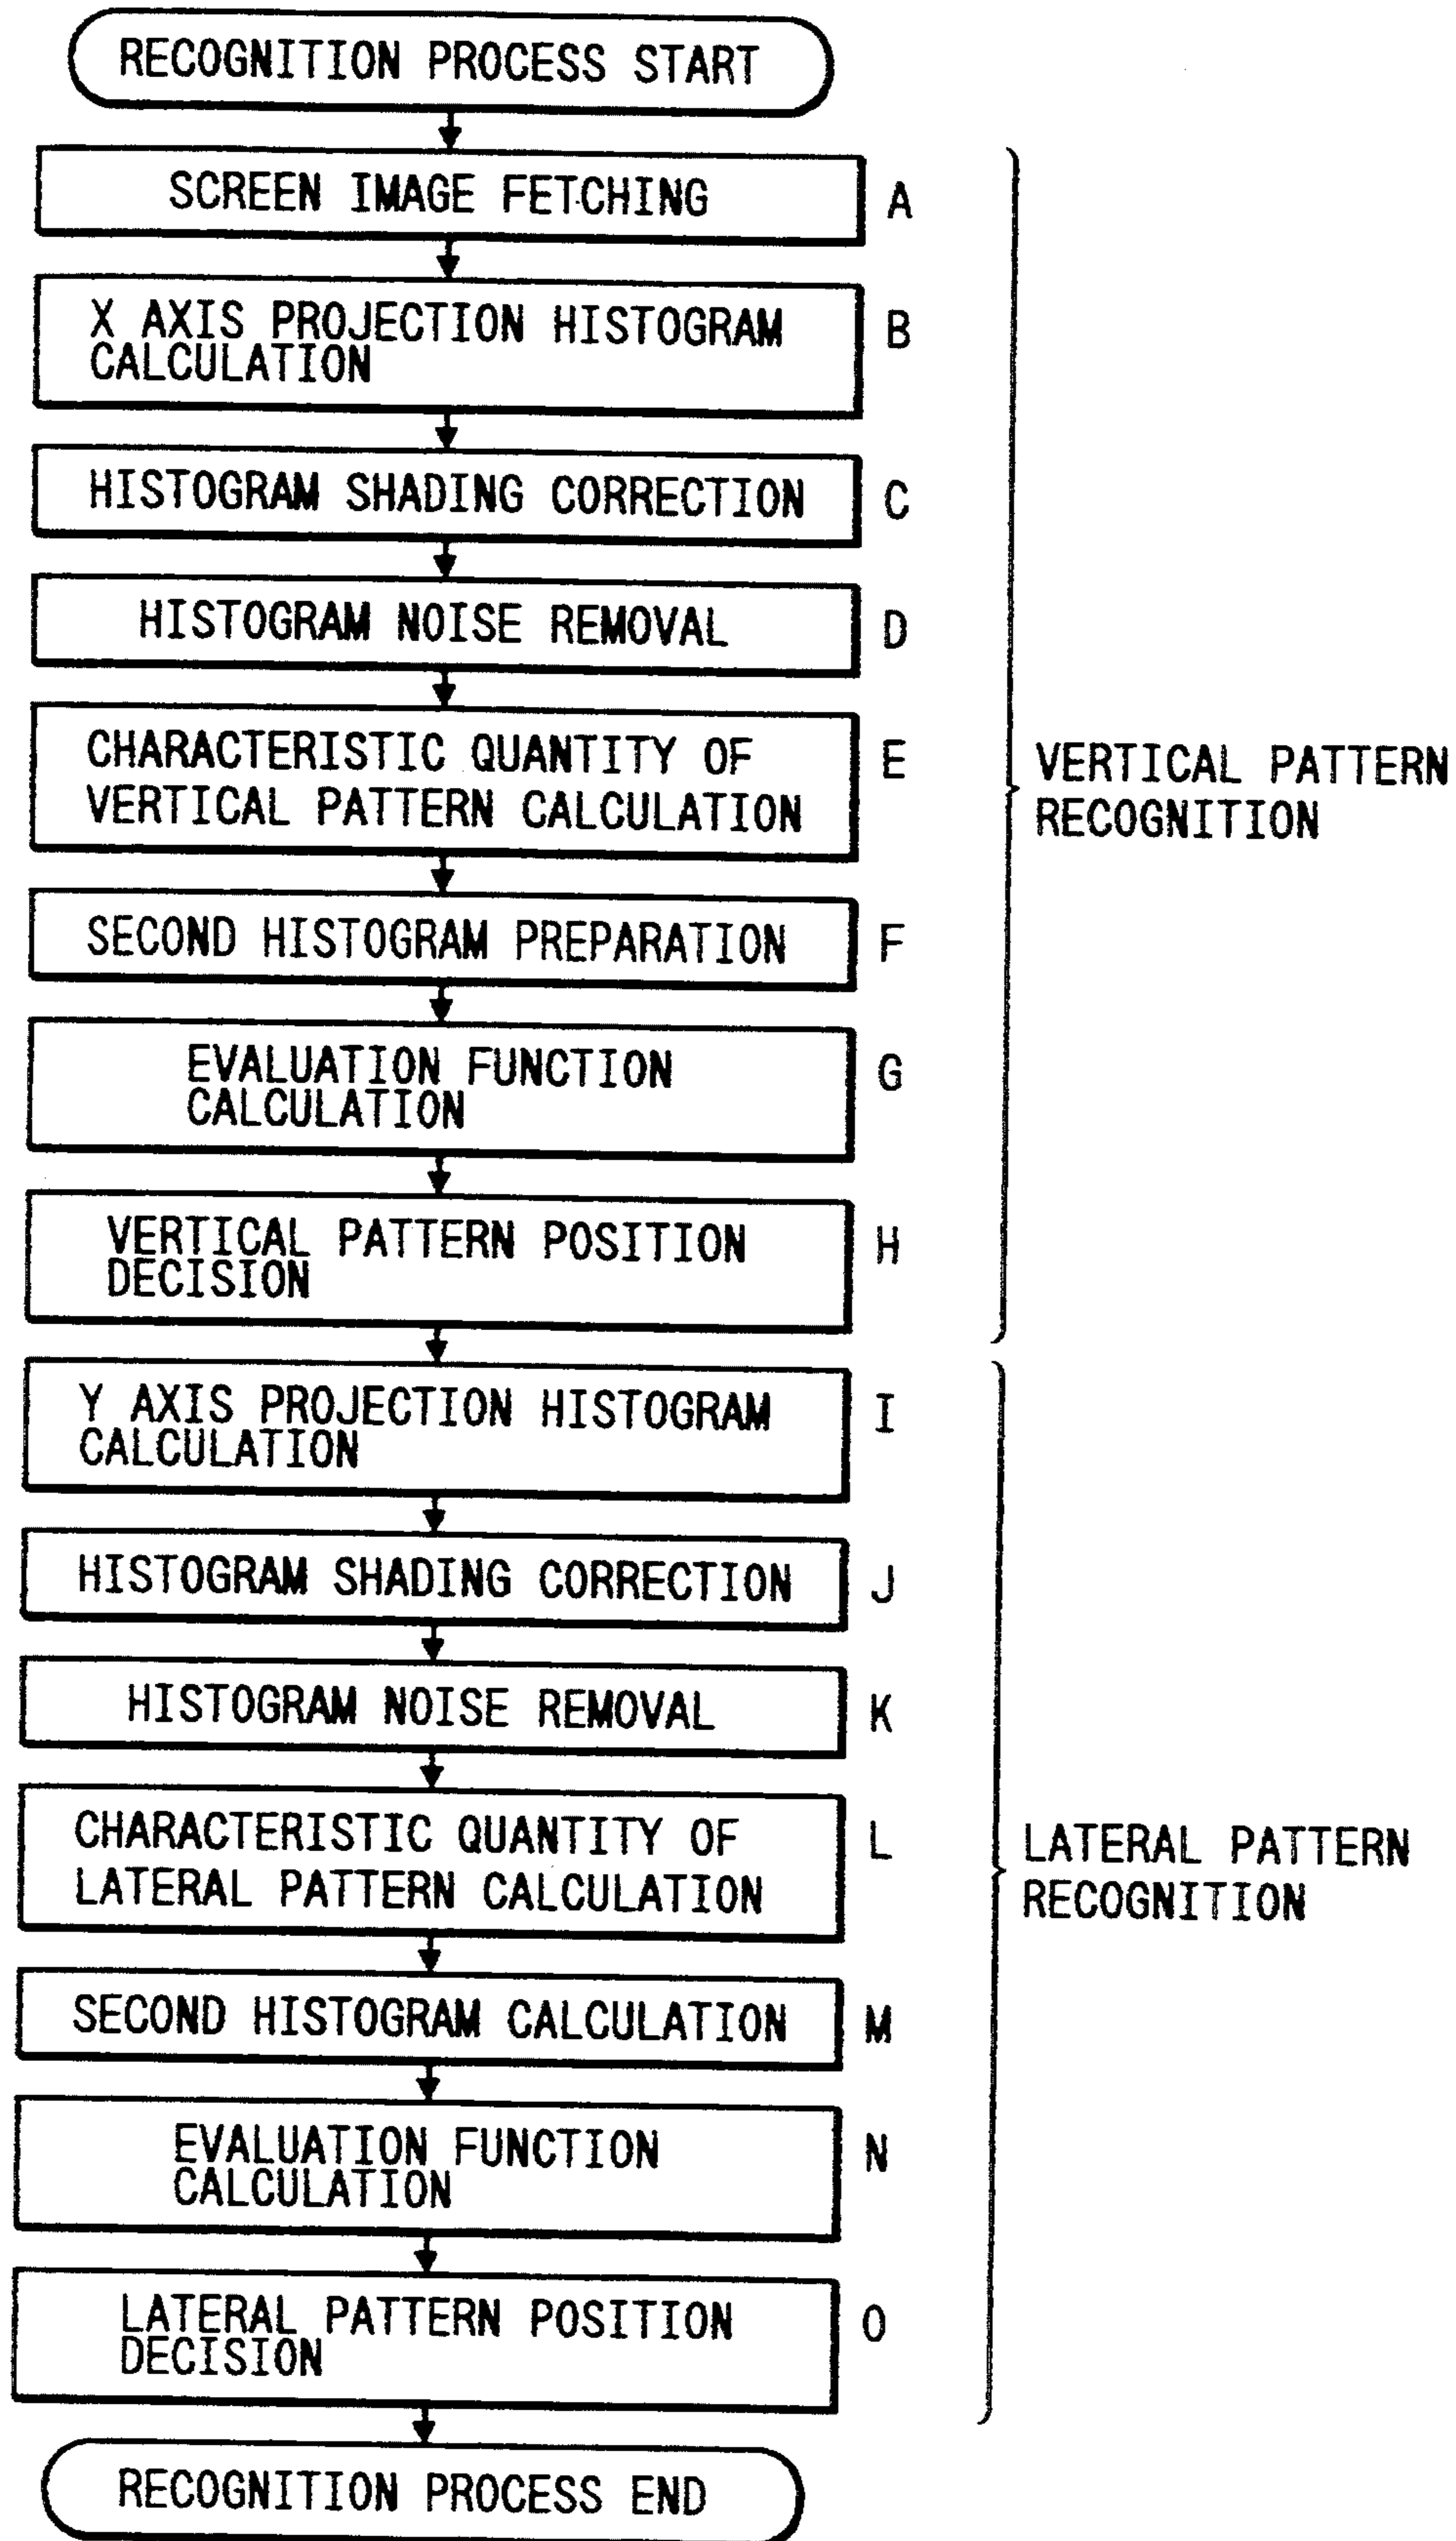 RECOGNITION PROCESS START
SCREEN IMAGE FETCHING
A
X AXIS PROJECTION HISTOGRAM
CALCULATION
B
HISTOGRAM SHADING CORRECTION
C
HISTOGRAM NOISE REMOVAL
D
CHARACTERISTIC QUANTITY OF
VERTICAL PATTERN CALCULATION
E
VERTICAL PATTERN
RECOGNITION
SECOND HISTOGRAM PREPARATION
F
EVALUATION FUNCTION
CALCULATION
G
VERTICAL PATTERN POSITION
DECISION
H
Y AXIS PROJECTION HISTOGRAM
CALCULATION
I
HISTOGRAM SHADING CORRECTION
J
HISTOGRAM NOISE REMOVAL
K
CHARACTERISTIC QUANTITY OF
LATERAL PATTERN CALCULATION
L
LATERAL PATTERN
RECOGNITION
SECOND HISTOGRAM CALCULATION
M
EVALUATION FUNCTION
CALCULATION
N
LATERAL PATTERN POSITION
DECISION
O
RECOGNITION PROCESS END